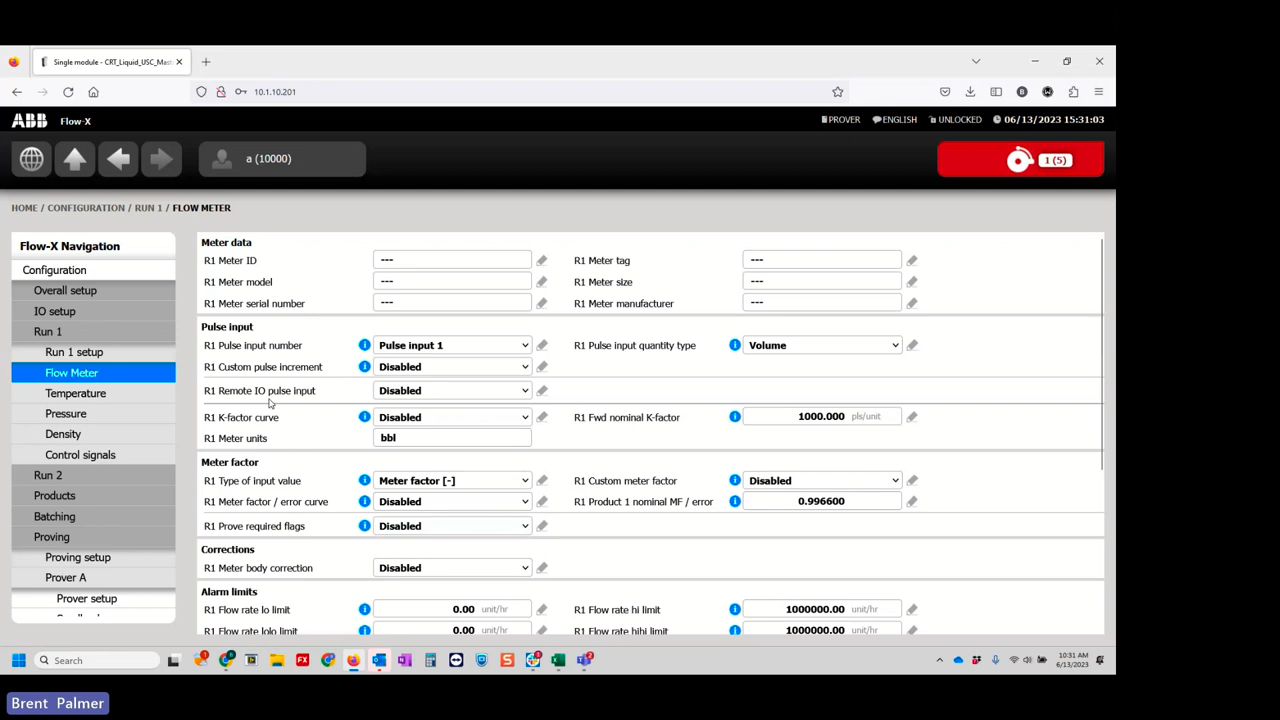 Single module - CRT_Liquid_USC_Mast
10.1.10.201
ABB Flow-X
PROVER ENGLISH UNLOCKED 06/13/2023 15:31:03
a (10000)
1 (5)
HOME / CONFIGURATION / RUN 1 / FLOW METER
Flow-X Navigation
Configuration
Overall setup
IO setup
Run 1
Run 1 setup
Flow Meter
Temperature
Pressure
Density
Control signals
Run 2
Products
Batching
Proving
Proving setup
Prover A
Prover setup
Meter data
R1 Meter ID --- R1 Meter tag ---
R1 Meter model --- R1 Meter size ---
R1 Meter serial number --- R1 Meter manufacturer ---
Pulse input
R1 Pulse input number Pulse input 1 R1 Pulse input quantity type Volume
R1 Custom pulse increment Disabled
R1 Remote IO pulse input Disabled
R1 K-factor curve Disabled R1 Fwd nominal K-factor 1000.000 pls/unit
R1 Meter units bbl
Meter factor
R1 Type of input value Meter factor [-] R1 Custom meter factor Disabled
R1 Meter factor / error curve Disabled R1 Product 1 nominal MF / error 0.996600
R1 Prove required flags Disabled
Corrections
R1 Meter body correction Disabled
Alarm limits
R1 Flow rate lo limit 0.00 unit/hr R1 Flow rate hi limit 1000000.00 unit/hr
R1 Flow rate lolo limit 0.00 unit/hr R1 Flow rate hihi limit 1000000.00 unit/hr
Search
10:31 AM
6/13/2023
Brent Palmer